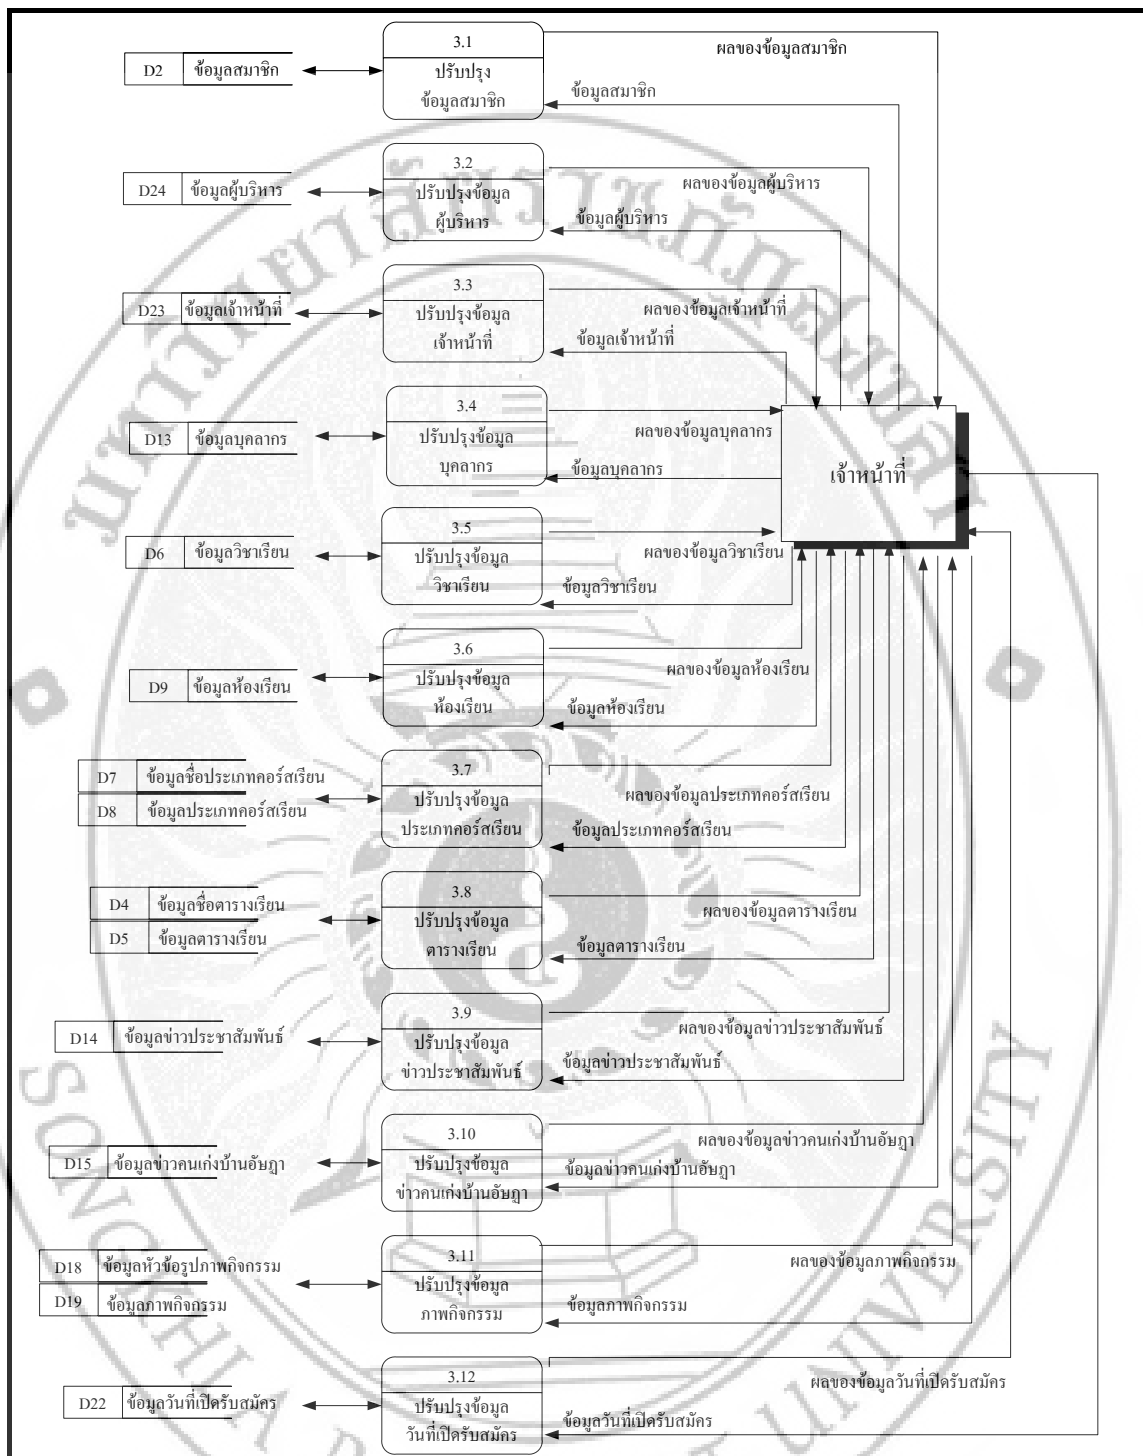 3.1
ผลของข้อมูลสมาชิก
D2 ข้อมูลสมาชิก
ปรับปรุง
ข้อมูลสมาชิก
ข้อมูลสมาชิก
3.2
ผลของข้อมูลผู้บริหาร
D24 ข้อมูลผู้บริหาร
ปรับปรุงข้อมูล
ผู้บริหาร
ข้อมูลผู้บริหาร
3.3
ผลของข้อมูลเจ้าหน้าที่
D23 ข้อมูลเจ้าหน้าที่
ปรับปรุงข้อมูล
เจ้าหน้าที่
ข้อมูลเจ้าหน้าที่
3.4
ผลของข้อมูลบุคลากร
D13 ข้อมูลบุคลากร
ปรับปรุงข้อมูล
บุคลากร
ข้อมูลบุคลากร
เจ้าหน้าที่
3.5
ผลของข้อมูลวิชาเรียน
D6 ข้อมูลวิชาเรียน
ปรับปรุงข้อมูล
วิชาเรียน
ข้อมูลวิชาเรียน
3.6
ผลของข้อมูลห้องเรียน
D9 ข้อมูลห้องเรียน
ปรับปรุงข้อมูล
ห้องเรียน
ข้อมูลห้องเรียน
3.7
D7 ข้อมูลชื่อประเภทคอร์สเรียน
D8 ข้อมูลประเภทคอร์สเรียน
ปรับปรุงข้อมูล
ประเภทคอร์สเรียน
ผลของข้อมูลประเภทคอร์สเรียน
ข้อมูลประเภทคอร์สเรียน
3.8
D4 ข้อมูลชื่อตารางเรียน
D5 ข้อมูลตารางเรียน
ปรับปรุงข้อมูล
ตารางเรียน
ผลของข้อมูลตารางเรียน
ข้อมูลตารางเรียน
3.9
D14 ข้อมูลข่าวประชาสัมพันธ์
ปรับปรุงข้อมูล
ข่าวประชาสัมพันธ์
ผลของข้อมูลข่าวประชาสัมพันธ์
ข้อมูลข่าวประชาสัมพันธ์
3.10
D15 ข้อมูลข่าวคนเก่งบ้านอัษฎา
ปรับปรุงข้อมูล
ข่าวคนเก่งบ้านอัษฎา
ผลของข้อมูลข่าวคนเก่งบ้านอัษฎา
ข้อมูลข่าวคนเก่งบ้านอัษฎา
3.11
D18 ข้อมูลหัวข้อรูปภาพกิจกรรม
D19 ข้อมูลภาพกิจกรรม
ปรับปรุงข้อมูล
ภาพกิจกรรม
ผลของข้อมูลภาพกิจกรรม
ข้อมูลภาพกิจกรรม
3.12
D22 ข้อมูลวันที่เปิดรับสมัคร
ปรับปรุงข้อมูล
วันที่เปิดรับสมัคร
ผลของข้อมูลวันที่เปิดรับสมัคร
ข้อมูลวันที่เปิดรับสมัคร
มหาวิทยาลัยราชภัฏสงขลา
SONGKHLA
UNIVERSITY